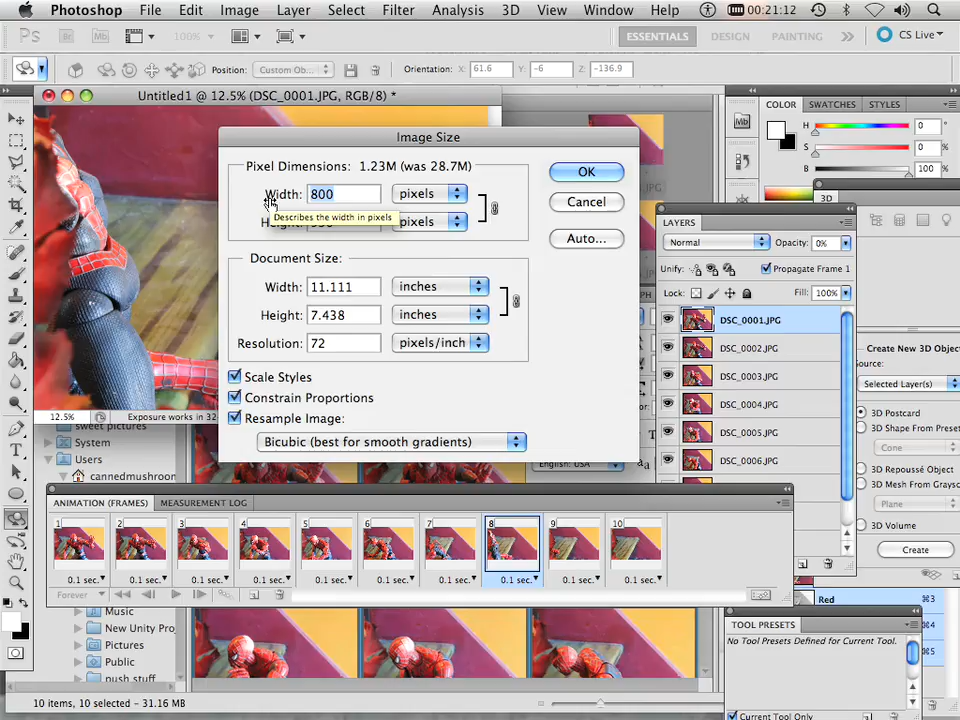 Photoshop File Edit Image Layer Select Filter Analysis 3D View Window Help 00:21:12
Ps Br Mb 100% ESSENTIALS DESIGN PAINTING CS Live
Position: Custom Ob... Orientation: X: 61.6 Y: -6 Z: -136.9
Untitled1 @ 12.5% (DSC_0001.JPG, RGB/8) *
COLOR SWATCHES STYLES
H 0 °
S 0 %
B 100 %
Mb
Image Size
Pixel Dimensions: 1.23M (was 28.7M)
Width: 800 pixels
Describes the width in pixels
pixels
OK
Cancel
Auto...
Document Size:
Width: 11.111 inches
Height: 7.438 inches
Resolution: 72 pixels/inch
Scale Styles
Constrain Proportions
Resample Image:
Bicubic (best for smooth gradients)
3D
LAYERS
Normal Opacity: 0%
Unify: Propagate Frame 1
Lock: Fill: 100%
DSC_0001.JPG
DSC_0002.JPG
DSC_0003.JPG
DSC_0004.JPG
DSC_0005.JPG
DSC_0006.JPG
Create New 3D Objec
Source:
Selected Layer(s)
3D Postcard
3D Shape From Preset
Cone
3D Repoussé Object
3D Mesh From Grayscale
Plane
3D Volume
Create
12.5% Exposure works in 32
sweet pictures
System
Users
cannedmushroom
English: USA
ANIMATION (FRAMES) MEASUREMENT LOG
1 2 3 4 5 6 7 8 9 10
0.1 sec. 0.1 sec. 0.1 sec. 0.1 sec. 0.1 sec. 0.1 sec. 0.1 sec. 0.1 sec. 0.1 sec. 0.1 sec.
Forever
Music
New Unity Proj
Pictures
Public
push stuff
10 items, 10 selected - 31.16 MB
Red ⌘3
⌘4
⌘5
TOOL PRESETS
No Tool Presets Defined for Current Tool.
Current Tool Only